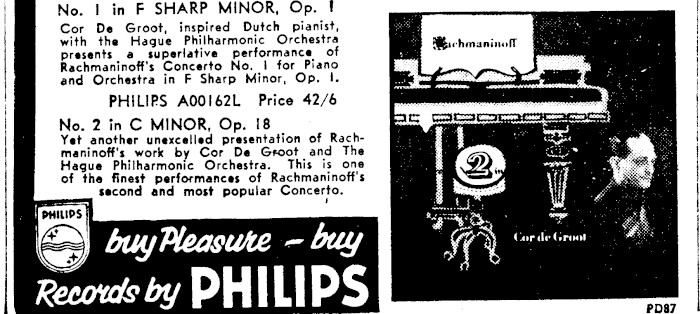 No. 1 in F SHARP MINOR, Op. 1
Cor De Groot, inspired Dutch pianist,
with the Hague Philharmonic Orchestra
presents a superlative performance of
Rachmaninoff's Concerto No. 1 for Piano
and Orchestra in F Sharp Minor, Op. 1.
PHILIPS A00162L Price 42/6
No. 2 in C MINOR, Op. 18
Yet another unexcelled presentation of Rach-
maninoff's work by Cor De Groot and The
Hague Philharmonic Orchestra. This is one
of the finest performances of Rachmaninoff's
second and most popular Concerto.
PHILIPS
buy Pleasure – buy
Records by PHILIPS
Rachmaninoff
2
Cor de Groot
PD87